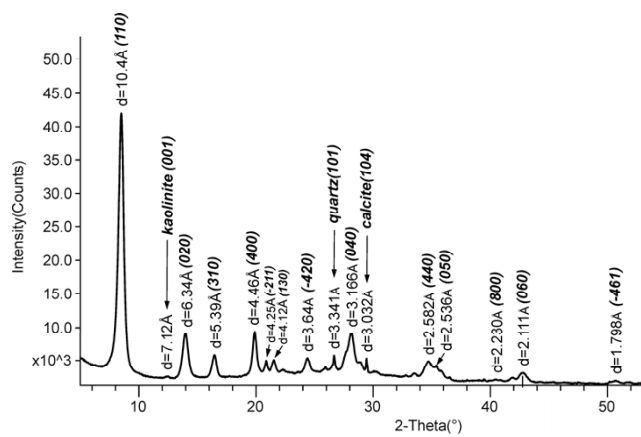 Intensity(Counts)
50.0
45.0
40.0
35.0
30.0
25.0
20.0
15.0
10.0
x10^3
d=10.4Å (110)
d=7.12Å
kaolinite (001)
d=6.34Å (020)
d=5.39Å (310)
d=4.46Å (400)
d=4.25Å (-211)
d=4.12Å (130)
d=3.64Å (-420)
d=3.341Å
quartz(101)
d=3.166Å (040)
d=3.032Å
calcite(104)
d=2.582Å (440)
d=2.536Å (050)
d=2.230Å (800)
d=2.111Å (060)
d=1.798Å (-461)
10
20
30
40
50
2-Theta(°)